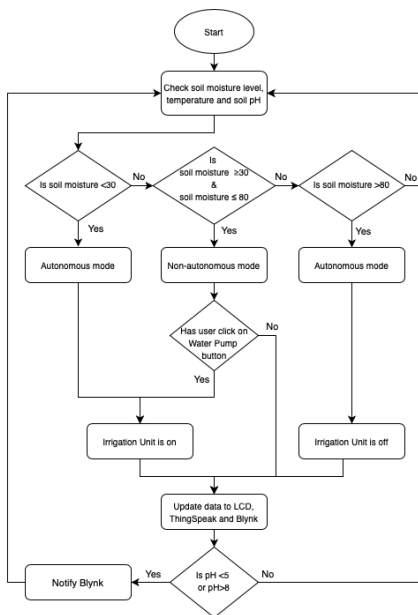 Start
Check soil moisture level,
temperature and soil pH
Is soil moisture <30
No
Is
soil moisture ≥30
&
soil moisture ≤ 80
No
Is soil moisture >80
No
Yes
Yes
Yes
Autonomous mode
Non-autonomous mode
Autonomous mode
Has user click on
Water Pump
button
No
Yes
Irrigation Unit is on
Irrigation Unit is off
Update data to LCD,
ThingSpeak and Blynk
Is pH <5
or pH>8
Yes
No
Notify Blynk